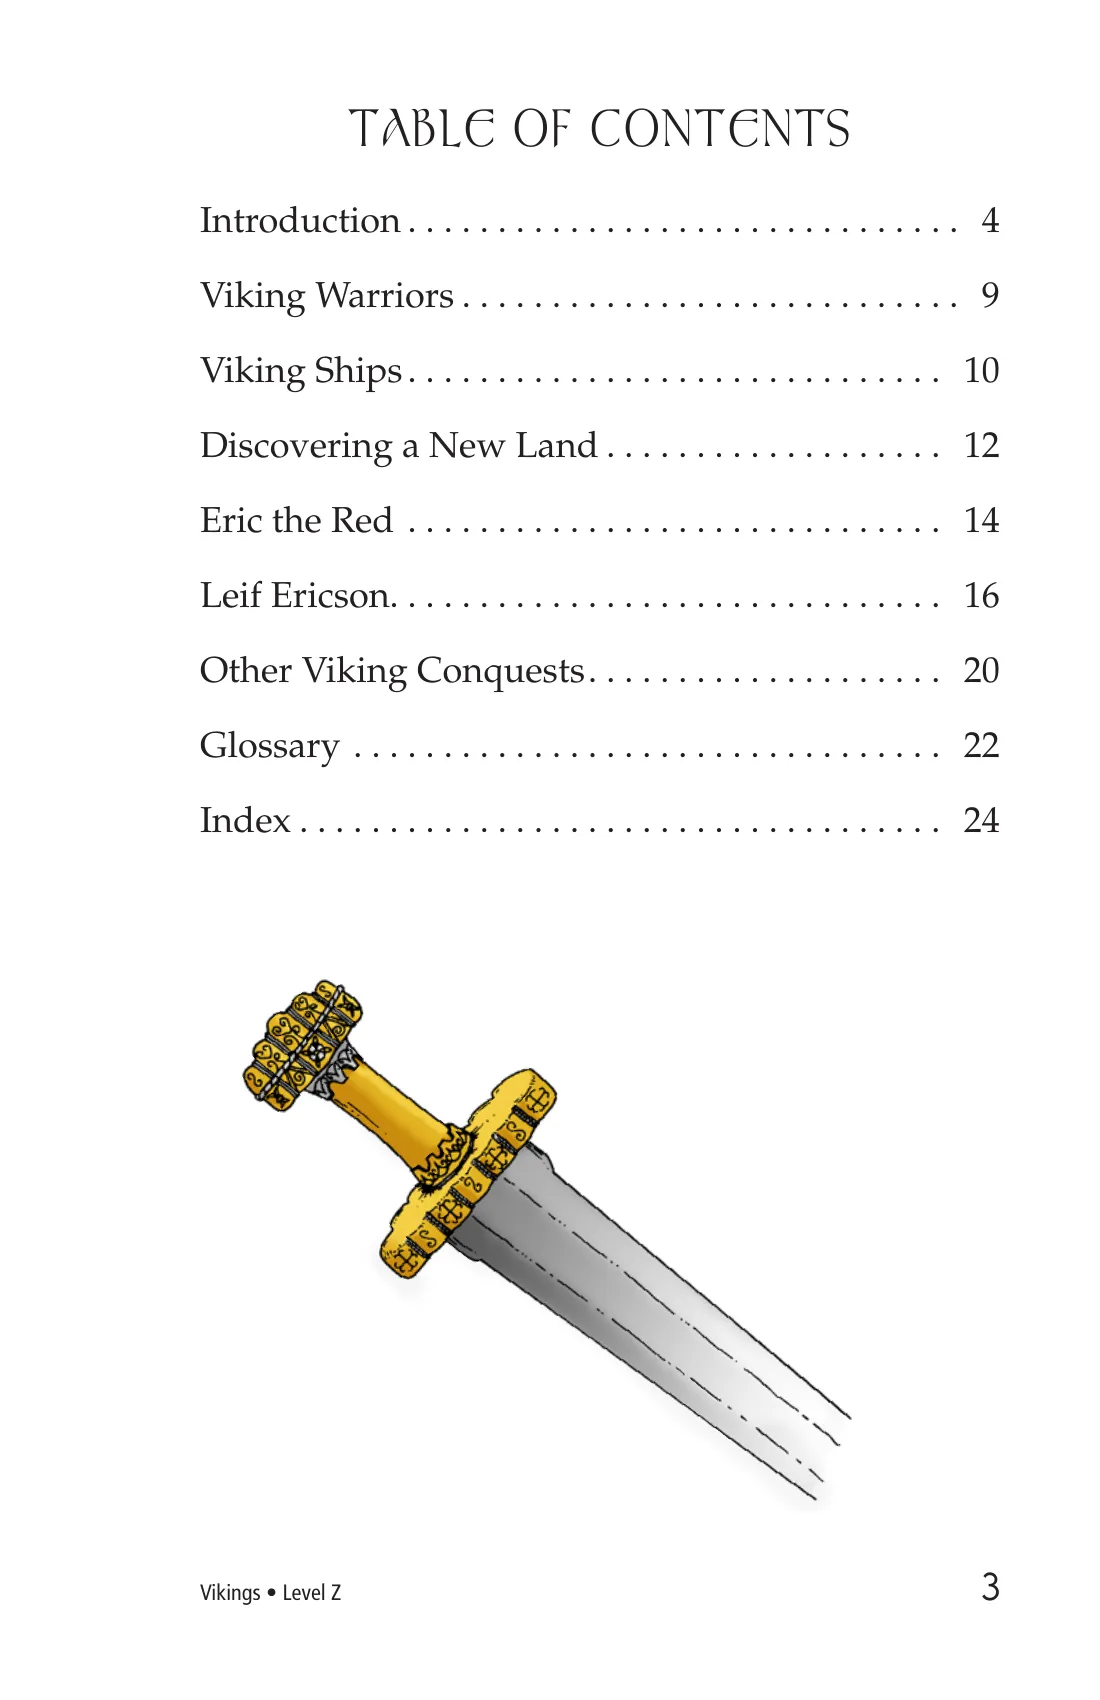 TABLE OF CONTENTS
Introduction . . . . . . . . . . . . . . . . . . . . . . . . . . . . . . . 4
Viking Warriors . . . . . . . . . . . . . . . . . . . . . . . . . . . . 9
Viking Ships . . . . . . . . . . . . . . . . . . . . . . . . . . . . . . 10
Discovering a New Land . . . . . . . . . . . . . . . . . . . 12
Eric the Red . . . . . . . . . . . . . . . . . . . . . . . . . . . . . . 14
Leif Ericson. . . . . . . . . . . . . . . . . . . . . . . . . . . . . . . 16
Other Viking Conquests. . . . . . . . . . . . . . . . . . . . 20
Glossary . . . . . . . . . . . . . . . . . . . . . . . . . . . . . . . . . 22
Index . . . . . . . . . . . . . . . . . . . . . . . . . . . . . . . . . . . . 24
Vikings • Level Z 3